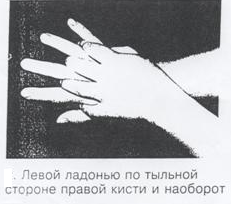 . Левой ладонью по тыльной
стороне правой кисти и наоборот